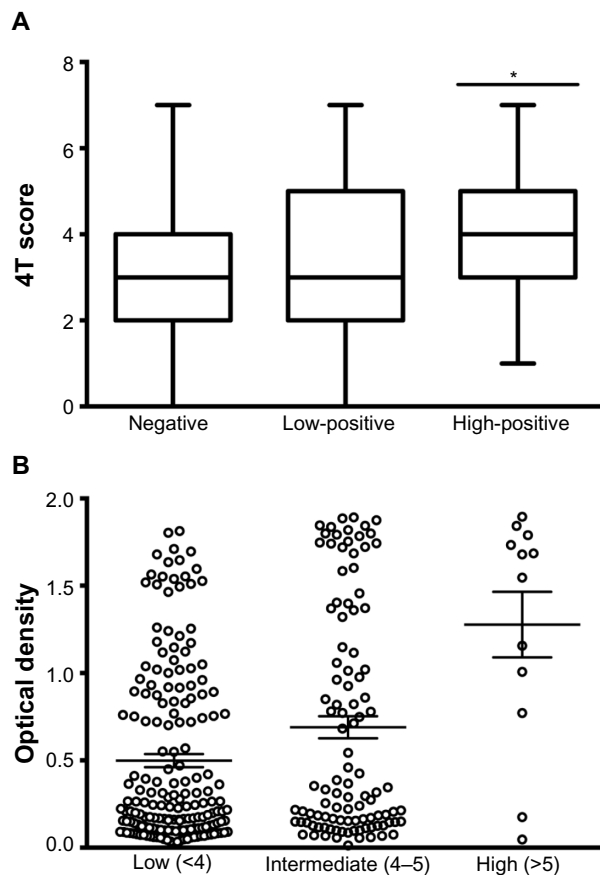 A
8
6
4
2
0
4T score
*
Negative
Low-positive
High-positive
B
2.0
1.5
1.0
0.5
0.0
Optical density
Low (<4)
Intermediate (4–5)
High (>5)